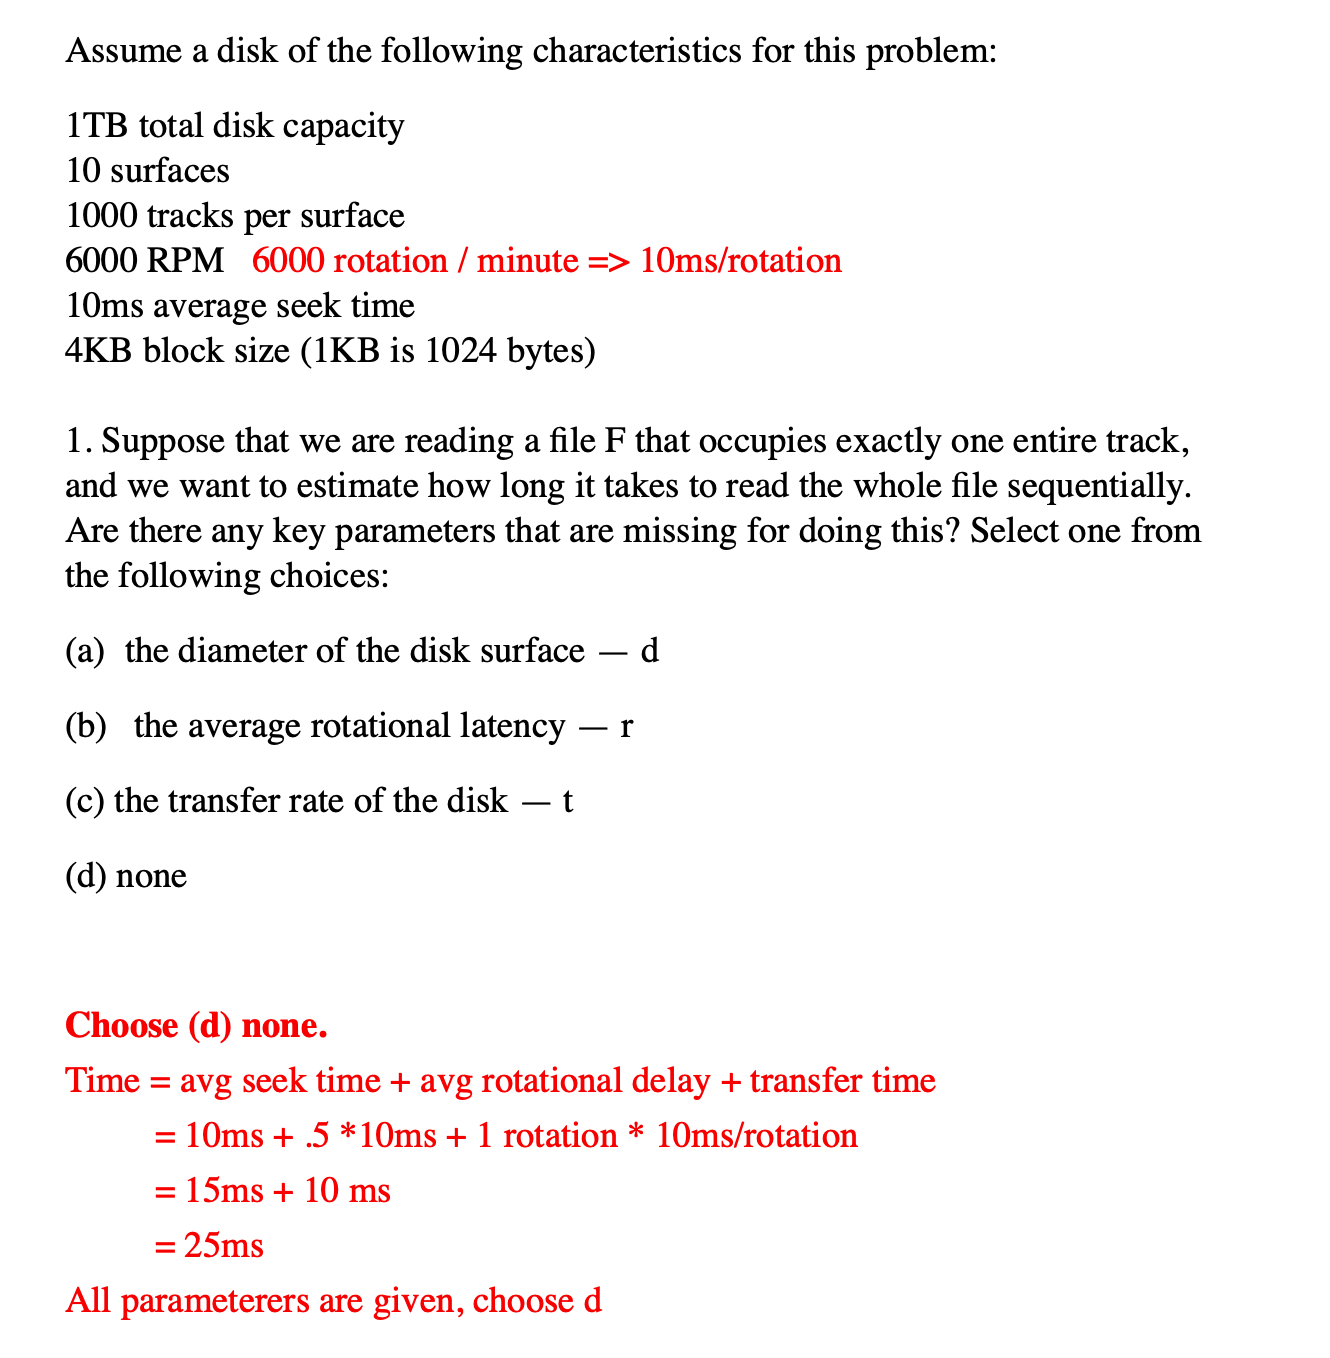 Assume a disk of the following characteristics for this problem:
1TB total disk capacity
10 surfaces
1000 tracks per surface
6000 RPM 6000 rotation / minute => 10ms/rotation
10ms average seek time
4KB block size (1KB is 1024 bytes)
1. Suppose that we are reading a file F that occupies exactly one entire track,
and we want to estimate how long it takes to read the whole file sequentially.
Are there any key parameters that are missing for doing this? Select one from
the following choices:
(a) the diameter of the disk surface — d
(b) the average rotational latency — r
(c) the transfer rate of the disk — t
(d) none
Choose (d) none.
Time = avg seek time + avg rotational delay + transfer time
= 10ms + .5 *10ms + 1 rotation * 10ms/rotation
= 15ms + 10 ms
= 25ms
All parameterers are given, choose d